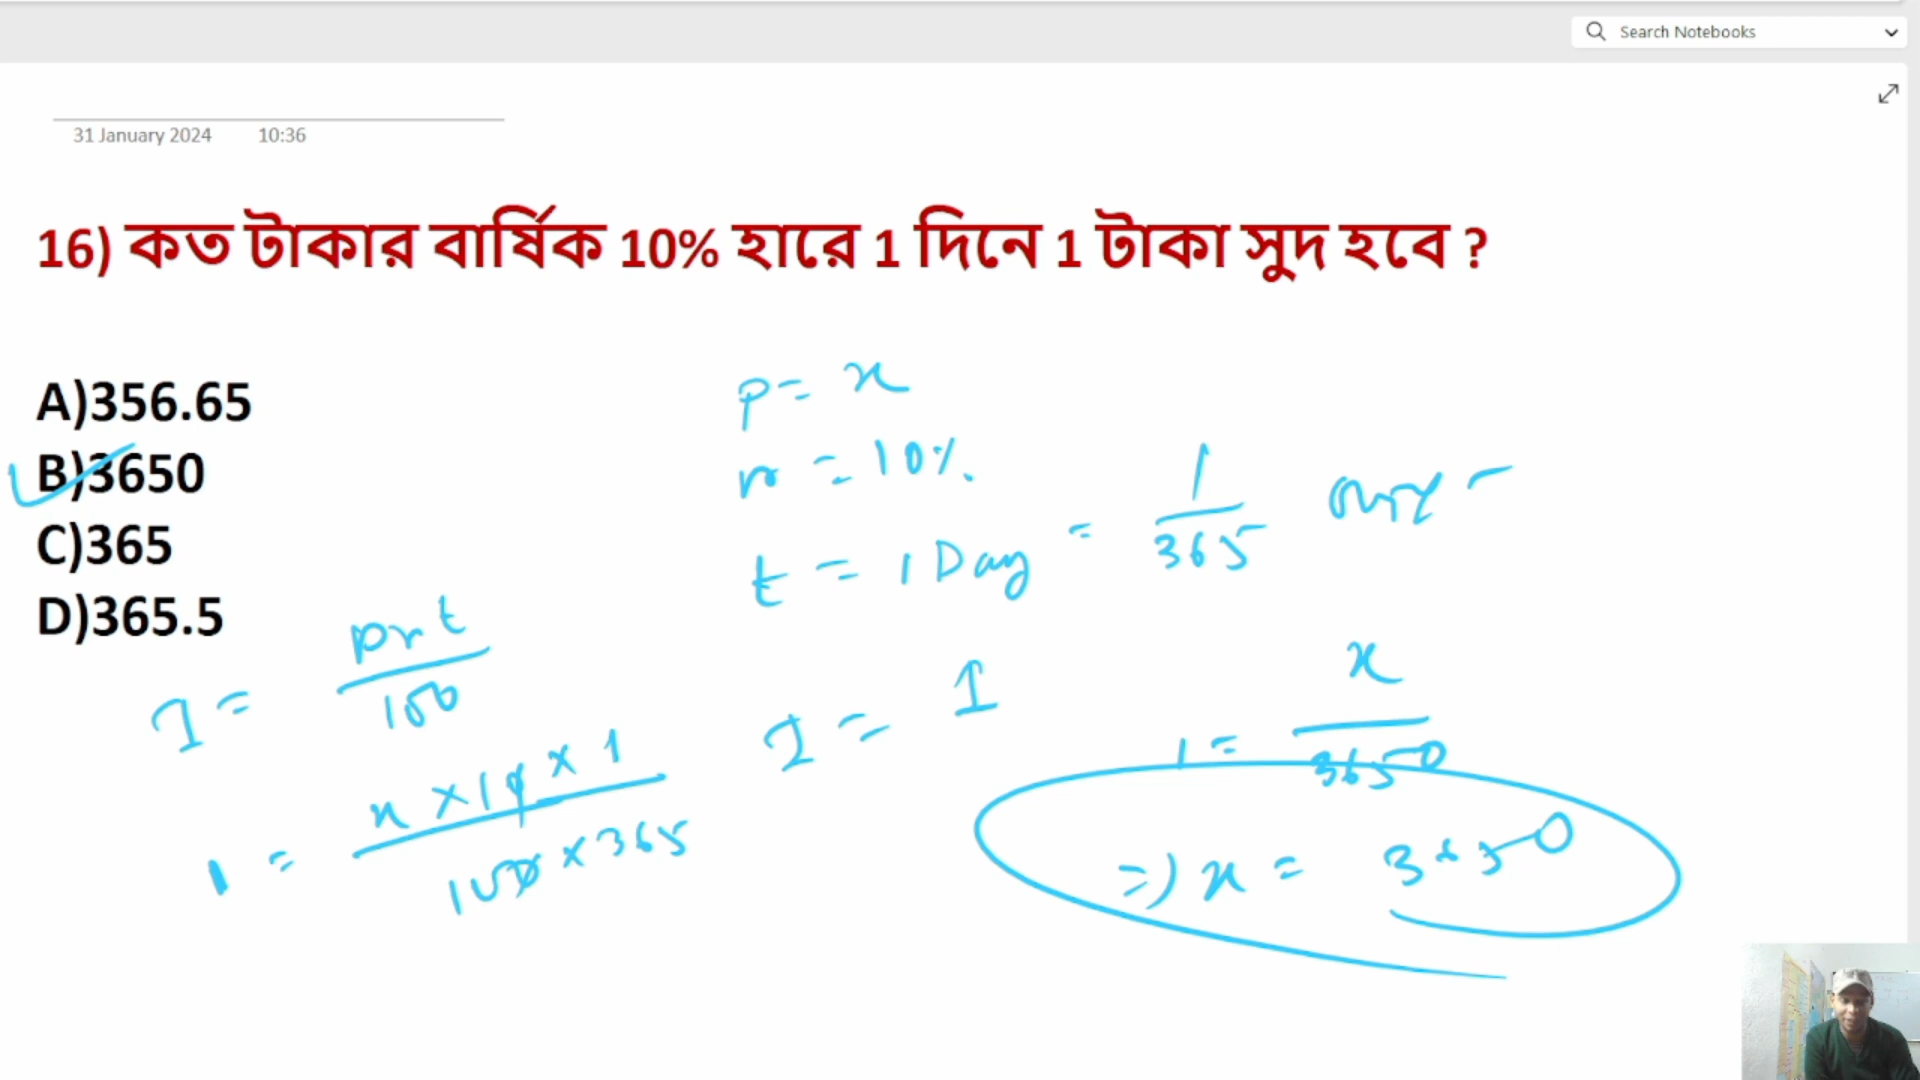 Search Notebooks
31 January 2024 10:36
16) কত টাকার বার্ষিক 10% হারে 1 দিনে 1 টাকা সুদ হবে ?
A)356.65
B)3650
C)365
D)365.5
p= x
r = 10%.
t = 1 Day = 1/365
I = prt/100
I = 1
1 = x × 10 × 1 / 100 × 365
1 = x/3650
=) x = 3650